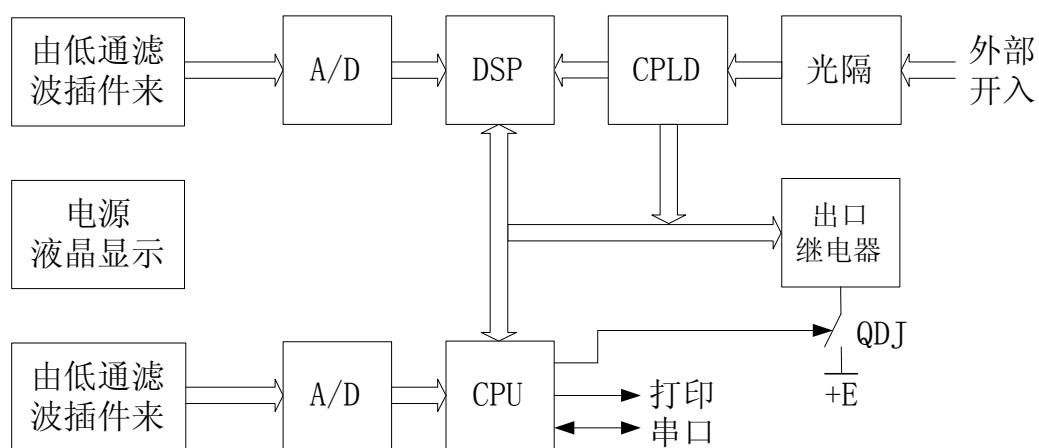 由低通滤
波插件来
A/D
DSP
CPLD
光隔
外部
开入
电源
液晶显示
出口
继电器
QDJ
+E
由低通滤
波插件来
A/D
CPU
打印
串口